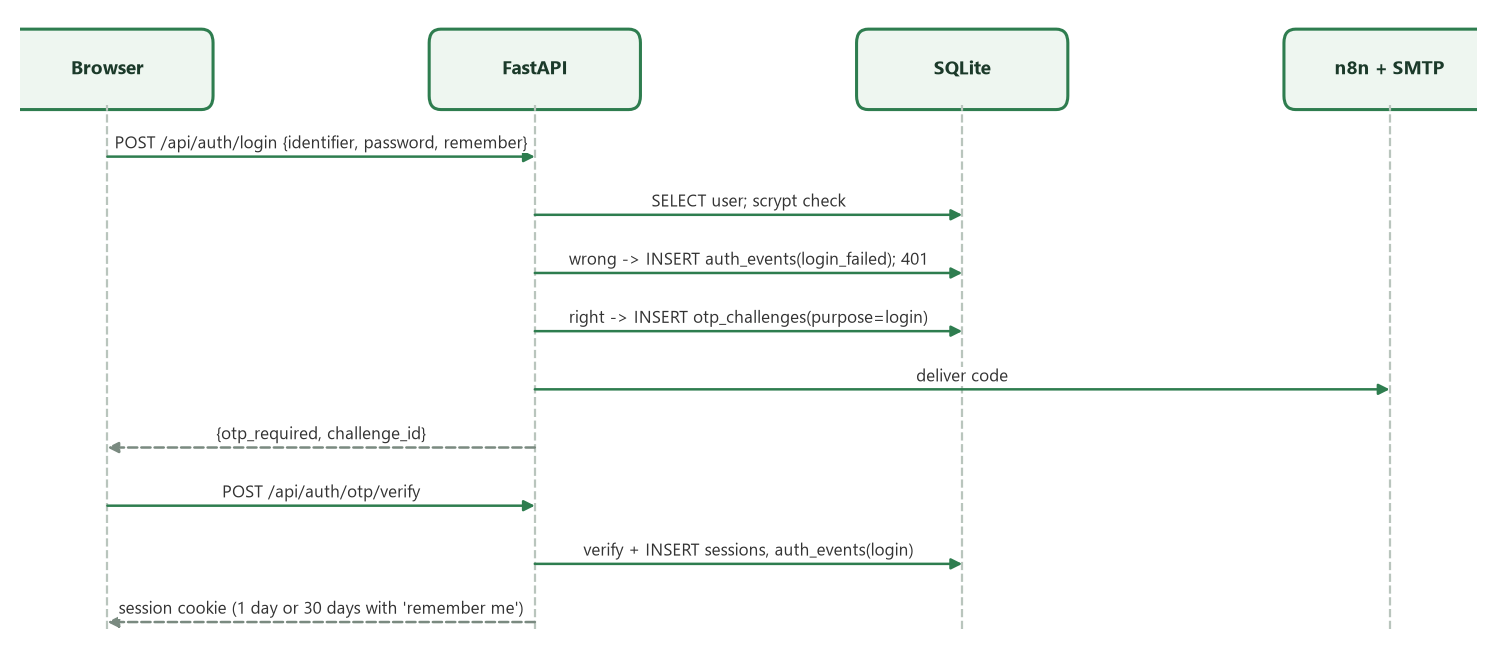 Browser
FastAPI
SQLite
n8n + SMTP
POST /api/auth/login {identifier, password, remember}
SELECT user; scrypt check
wrong -> INSERT auth_events(login_failed); 401
right -> INSERT otp_challenges(purpose=login)
deliver code
{otp_required, challenge_id}
POST /api/auth/otp/verify
verify + INSERT sessions, auth_events(login)
session cookie (1 day or 30 days with 'remember me')